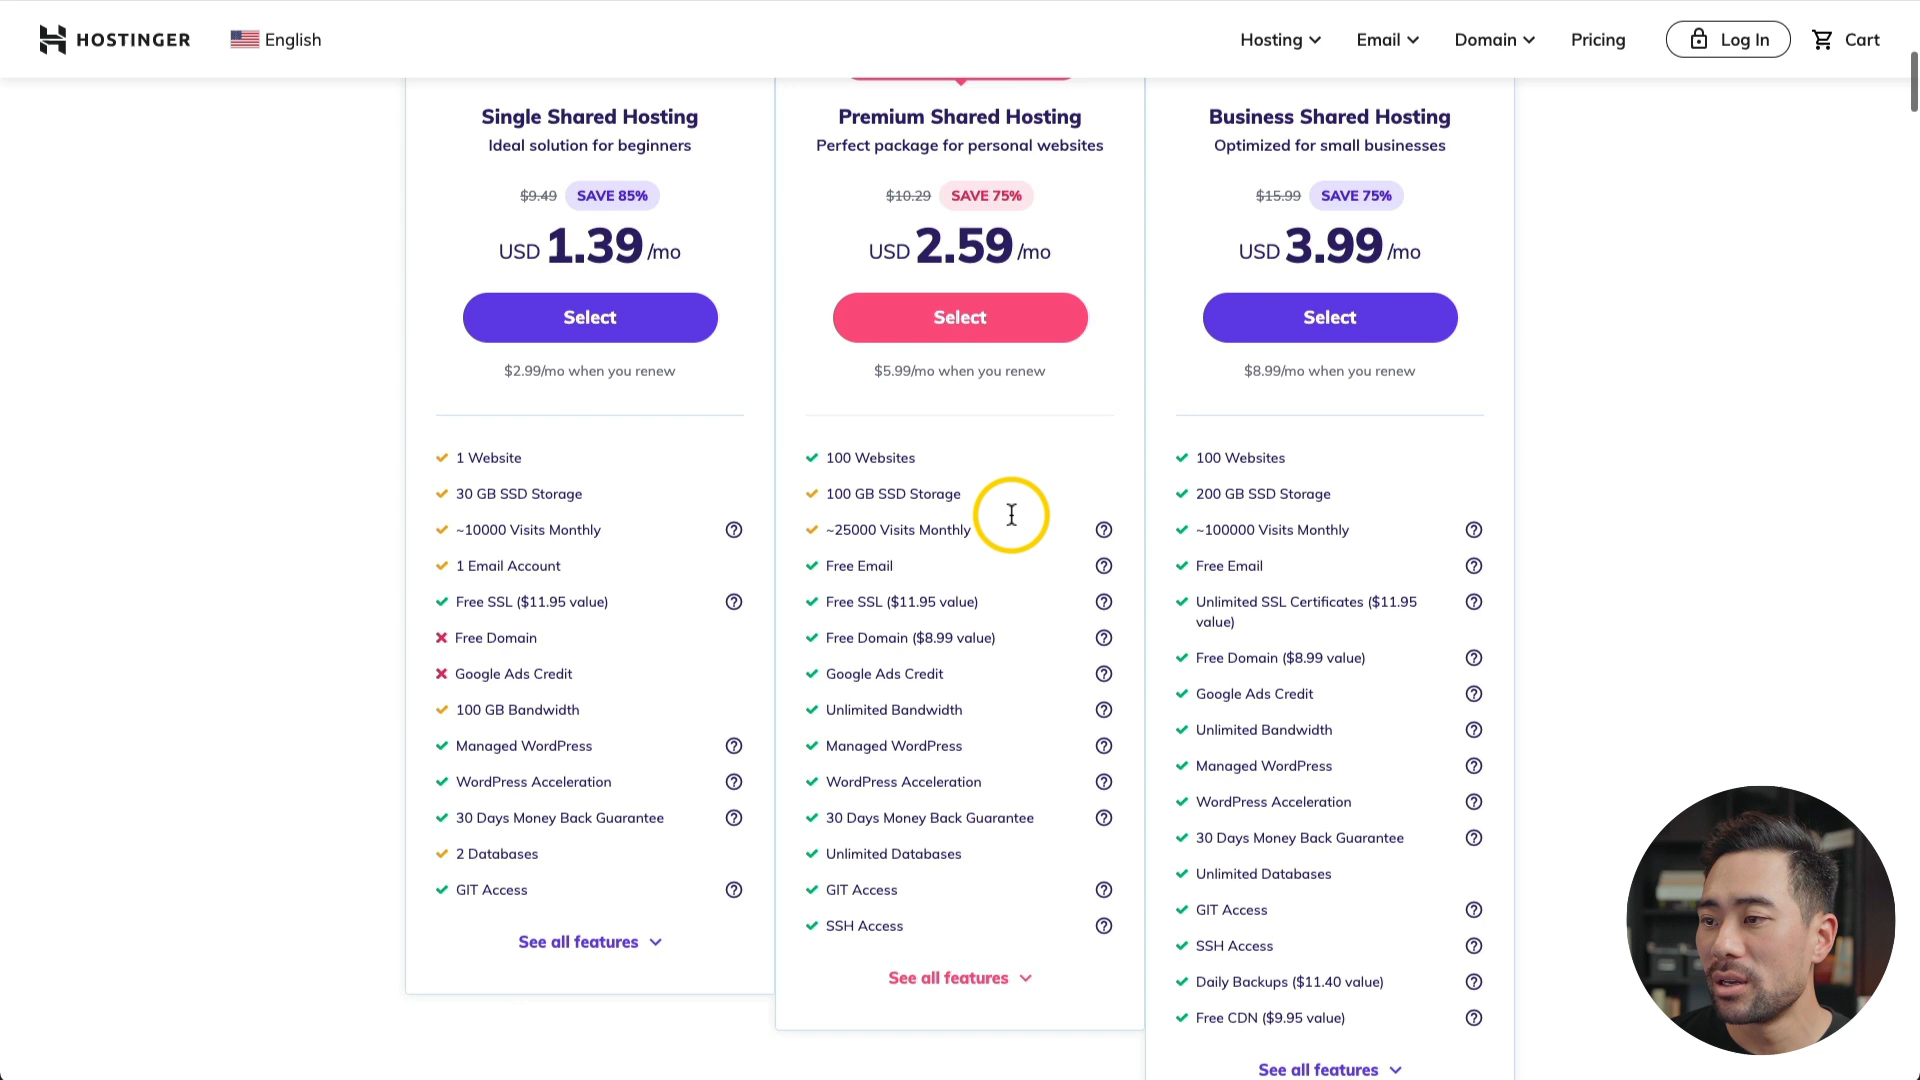 HOSTINGER
English
Hosting
Email
Domain
Pricing
Log In
Cart
Single Shared Hosting
Ideal solution for beginners
$9.49 SAVE 85%
USD 1.39 /mo
Select
$2.99/mo when you renew
1 Website
30 GB SSD Storage
~10000 Visits Monthly
1 Email Account
Free SSL ($11.95 value)
Free Domain
Google Ads Credit
100 GB Bandwidth
Managed WordPress
WordPress Acceleration
30 Days Money Back Guarantee
2 Databases
GIT Access
See all features
Premium Shared Hosting
Perfect package for personal websites
$10.29 SAVE 75%
USD 2.59 /mo
Select
$5.99/mo when you renew
100 Websites
100 GB SSD Storage
~25000 Visits Monthly
Free Email
Free SSL ($11.95 value)
Free Domain ($8.99 value)
Google Ads Credit
Unlimited Bandwidth
Managed WordPress
WordPress Acceleration
30 Days Money Back Guarantee
Unlimited Databases
GIT Access
SSH Access
See all features
Business Shared Hosting
Optimized for small businesses
$15.99 SAVE 75%
USD 3.99 /mo
Select
$8.99/mo when you renew
100 Websites
200 GB SSD Storage
~100000 Visits Monthly
Free Email
Unlimited SSL Certificates ($11.95
value)
Free Domain ($8.99 value)
Google Ads Credit
Unlimited Bandwidth
Managed WordPress
WordPress Acceleration
30 Days Money Back Guarantee
Unlimited Databases
GIT Access
SSH Access
Daily Backups ($11.40 value)
Free CDN ($9.95 value)
See all features